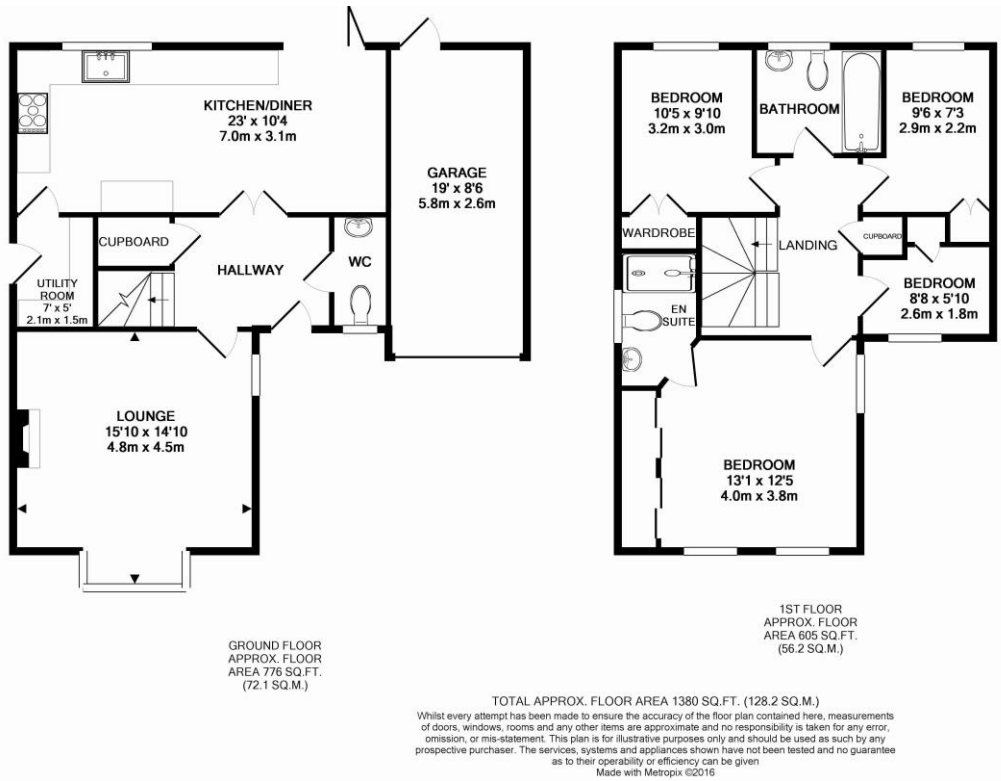 KITCHEN/DINER
23' x 10'4
7.0m x 3.1m
GARAGE
19' x 8'6
5.8m x 2.6m
CUPBOARD
HALLWAY
WC
UTILITY
ROOM
7' x 5'
2.1m x 1.5m
LOUNGE
15'10 x 14'10
4.8m x 4.5m
GROUND FLOOR
APPROX. FLOOR
AREA 776 SQ.FT.
(72.1 SQ.M.)
BEDROOM
10'5 x 9'10
3.2m x 3.0m
BATHROOM
BEDROOM
9'6 x 7'3
2.9m x 2.2m
WARDROBE
LANDING
CUPBOARD
EN
SUITE
BEDROOM
8'8 x 5'10
2.6m x 1.8m
BEDROOM
13'1 x 12'5
4.0m x 3.8m
1ST FLOOR
APPROX. FLOOR
AREA 605 SQ.FT.
(56.2 SQ.M.)
TOTAL APPROX. FLOOR AREA 1380 SQ.FT. (128.2 SQ.M.)
Whilst every attempt has been made to ensure the accuracy of the floor plan contained here, measurements
of doors, windows, rooms and any other items are approximate and no responsibility is taken for any error,
omission, or mis-statement. This plan is for illustrative purposes only and should be used as such by any
prospective purchaser. The services, systems and appliances shown have not been tested and no guarantee
as to their operability or efficiency can be given
Made with Metropix ©2016